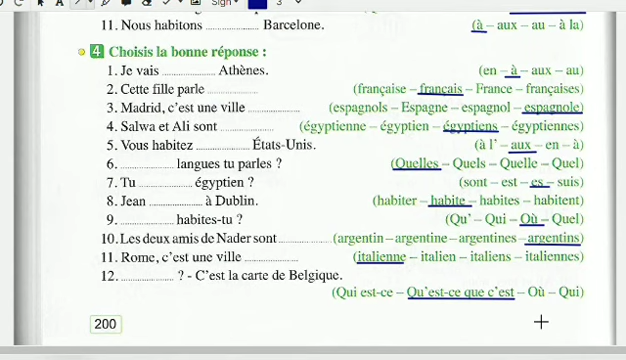 Sign
3
11. Nous habitons ................ Barcelone. (à – aux – au – à la)
4 Choisis la bonne réponse :
1. Je vais ................ Athènes. (en – à – aux – au)
2. Cette fille parle ................ (française – français – France – françaises)
3. Madrid, c'est une ville ................ (espagnols – Espagne – espagnol – espagnole)
4. Salwa et Ali sont ................ (égyptienne – égyptien – égyptiens – égyptiennes)
5. Vous habitez ................ États-Unis. (à l' – aux – en – à)
6. ................ langues tu parles ? (Quelles – Quels – Quelle – Quel)
7. Tu ................ égyptien ? (sont – est – es – suis)
8. Jean ................ à Dublin. (habiter – habite – habites – habitent)
9. ................ habites-tu ? (Qu' – Qui – Où – Quel)
10. Les deux amis de Nader sont ................ (argentin – argentine – argentines – argentins)
11. Rome, c'est une ville ................ (italienne – italien – italiens – italiennes)
12. ................ ? - C'est la carte de Belgique.
(Qui est-ce – Qu'est-ce que c'est – Où – Qui)
200